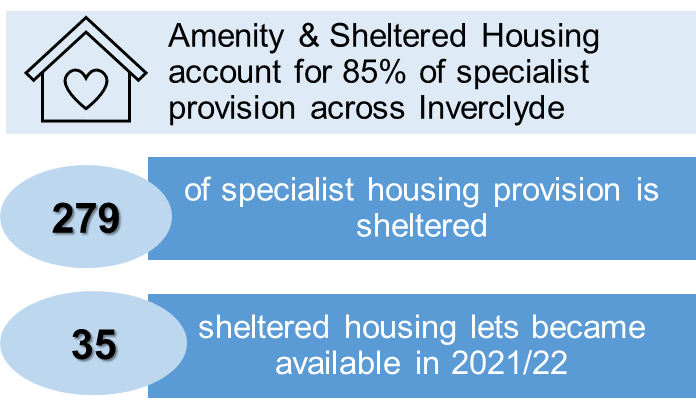 Amenity & Sheltered Housing
account for 85% of specialist
provision across Inverclyde
279
of specialist housing provision is
sheltered
35
sheltered housing lets became
available in 2021/22